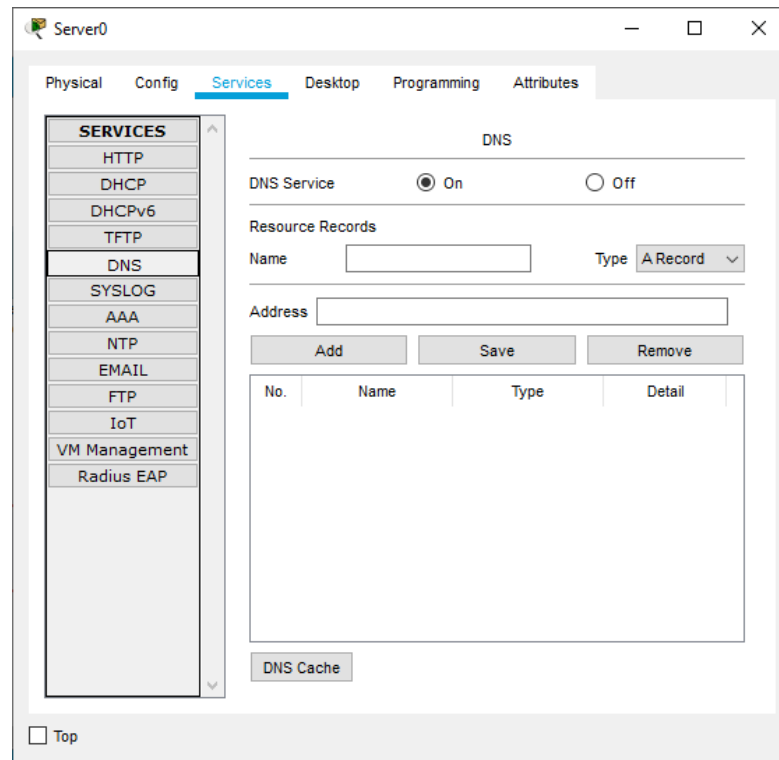 Server0
Physical Config Services Desktop Programming Attributes
SERVICES
HTTP
DHCP
DHCPv6
TFTP
DNS
SYSLOG
AAA
NTP
EMAIL
FTP
IoT
VM Management
Radius EAP
DNS
DNS Service On Off
Resource Records
Name Type A Record
Address
Add Save Remove
No. Name Type Detail
DNS Cache
Top